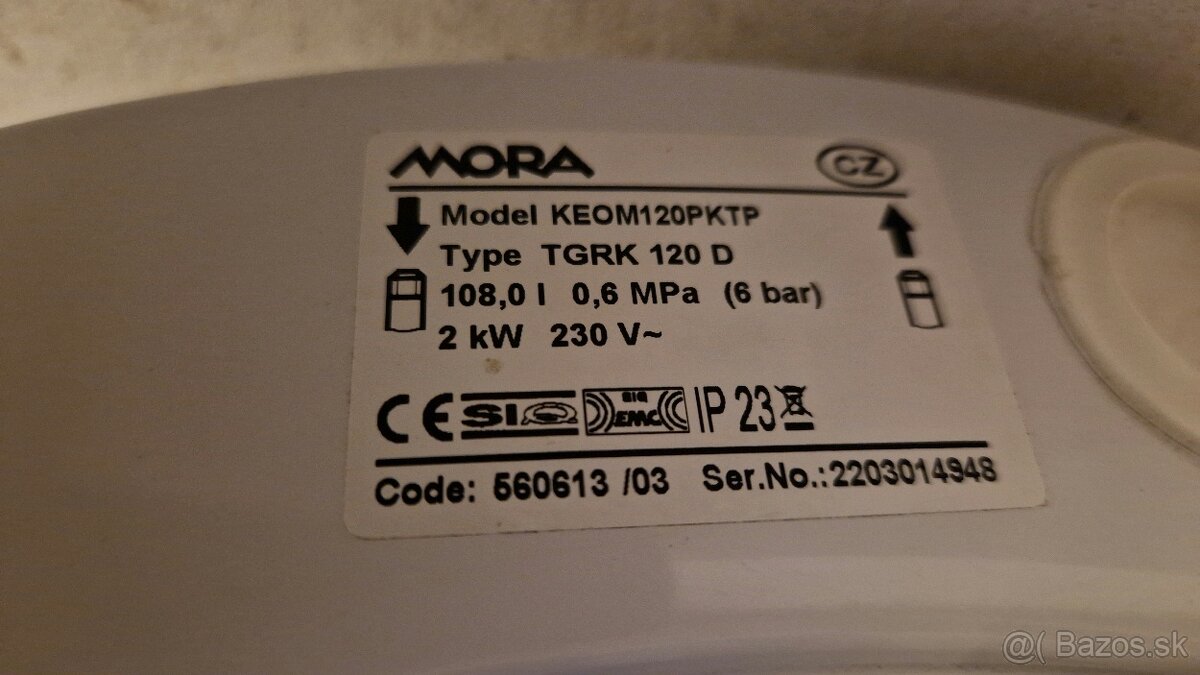 MORA CZ
Model KEOM120PKTP
Type TGRK 120 D
108,0 l 0,6 MPa (6 bar)
2 kW 230 V~
CE SIQ SIQ EMC IP 23
Code: 560613 /03 Ser.No.:2203014948
@( Bazos.sk